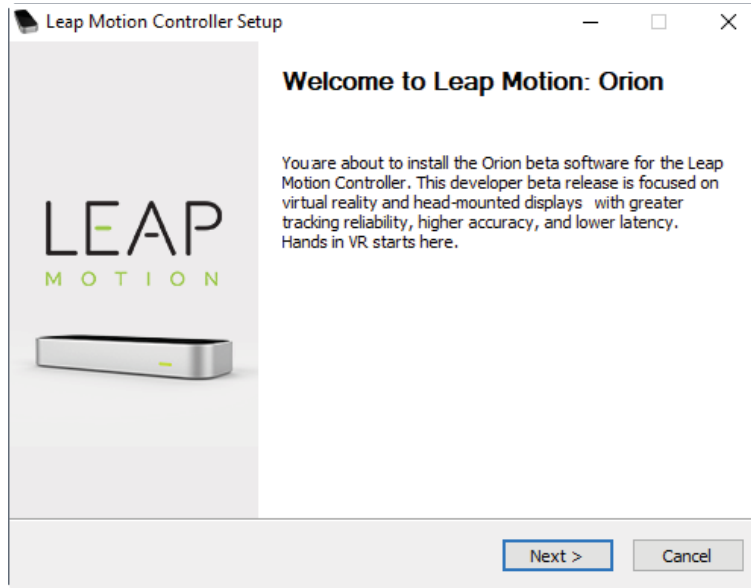 Leap Motion Controller Setup
Welcome to Leap Motion: Orion
You are about to install the Orion beta software for the Leap
Motion Controller. This developer beta release is focused on
virtual reality and head-mounted displays  with greater
tracking reliability, higher accuracy, and lower latency.
Hands in VR starts here.
LEAP
MOTION
Next >
Cancel